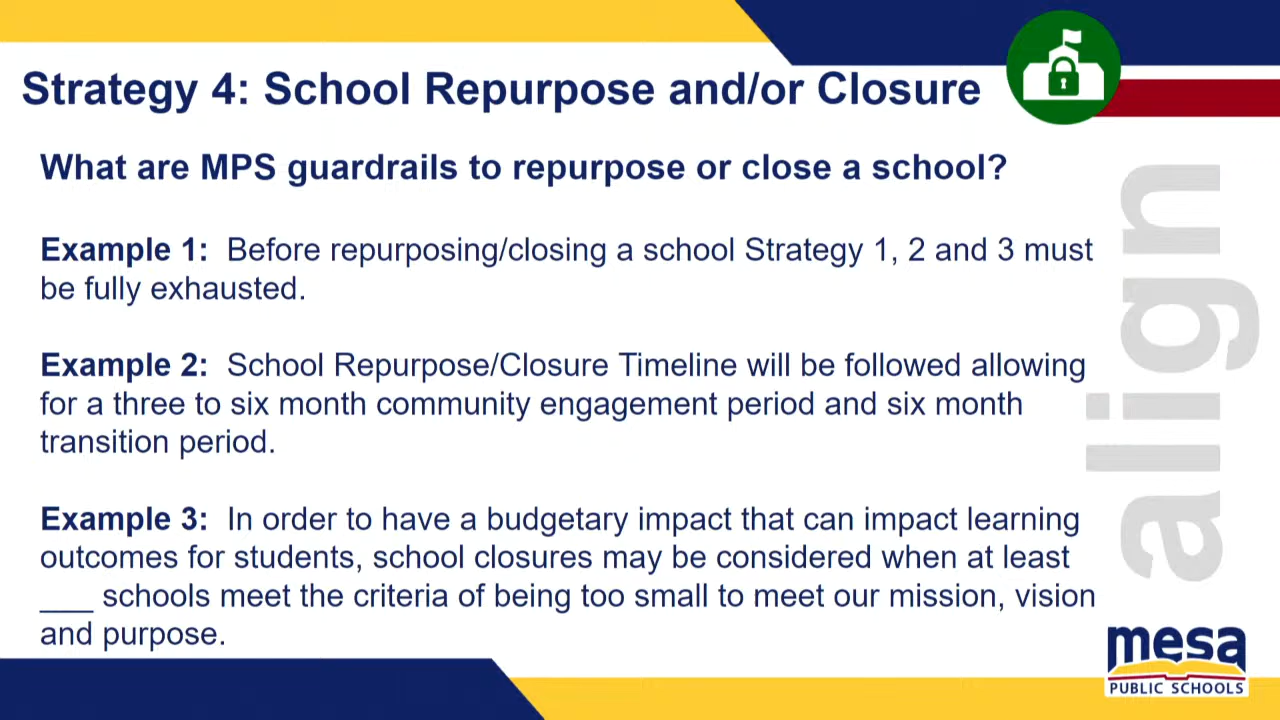 Strategy 4: School Repurpose and/or Closure
What are MPS guardrails to repurpose or close a school?
Example 1: Before repurposing/closing a school Strategy 1, 2 and 3 must
be fully exhausted.
Example 2: School Repurpose/Closure Timeline will be followed allowing
for a three to six month community engagement period and six month
transition period.
Example 3: In order to have a budgetary impact that can impact learning
outcomes for students, school closures may be considered when at least
___ schools meet the criteria of being too small to meet our mission, vision
and purpose.
align
mesa
PUBLIC SCHOOLS